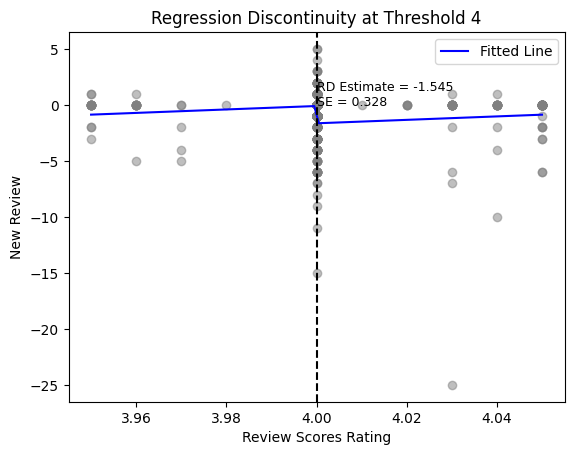 Regression Discontinuity at Threshold 4
Fitted Line
RD Estimate = -1.545
SE = 0.328
New Review
5
0
−5
−10
−15
−20
−25
3.96 3.98 4.00 4.02 4.04
Review Scores Rating